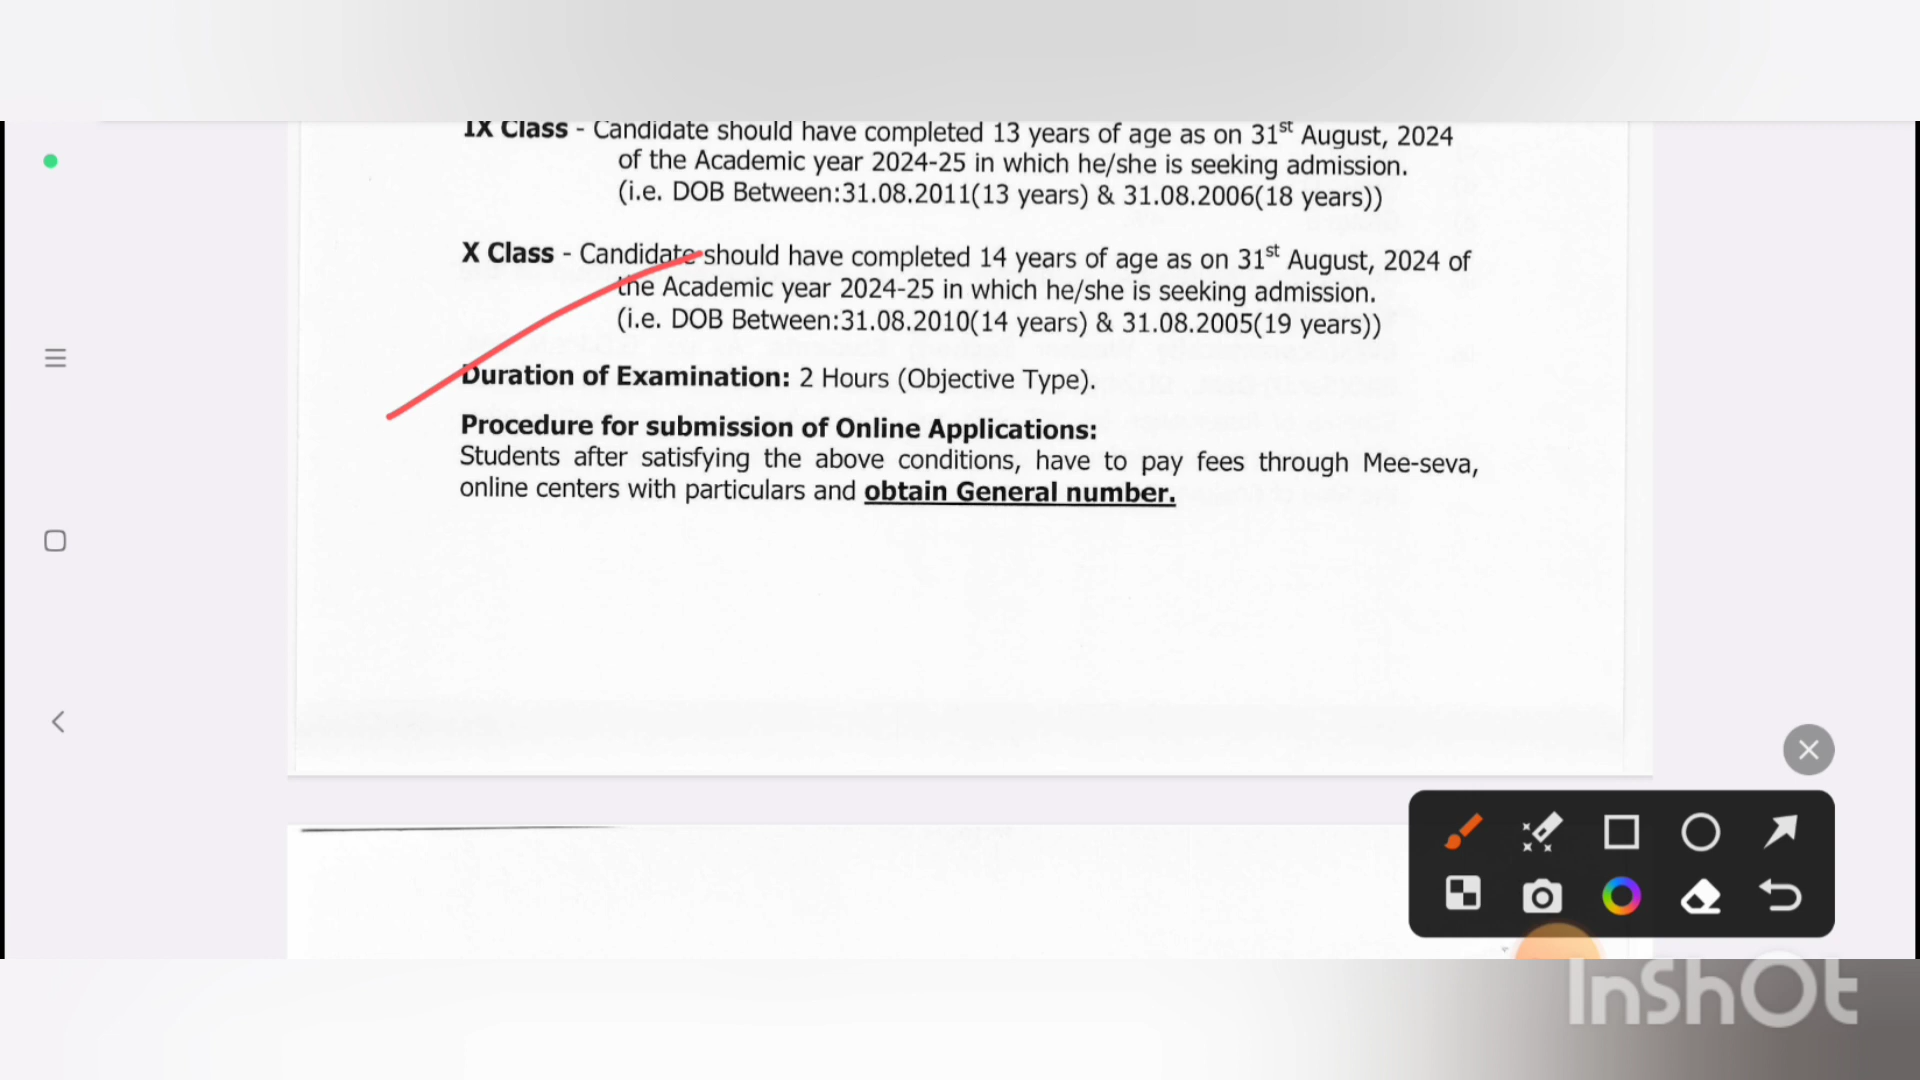 IX Class - Candidate should have completed 13 years of age as on 31st August, 2024
of the Academic year 2024-25 in which he/she is seeking admission.
(i.e. DOB Between:31.08.2011(13 years) & 31.08.2006(18 years))
X Class - Candidate should have completed 14 years of age as on 31st August, 2024 of
the Academic year 2024-25 in which he/she is seeking admission.
(i.e. DOB Between:31.08.2010(14 years) & 31.08.2005(19 years))
Duration of Examination: 2 Hours (Objective Type).
Procedure for submission of Online Applications:
Students after satisfying the above conditions, have to pay fees through Mee-seva,
online centers with particulars and obtain General number.
InShOt